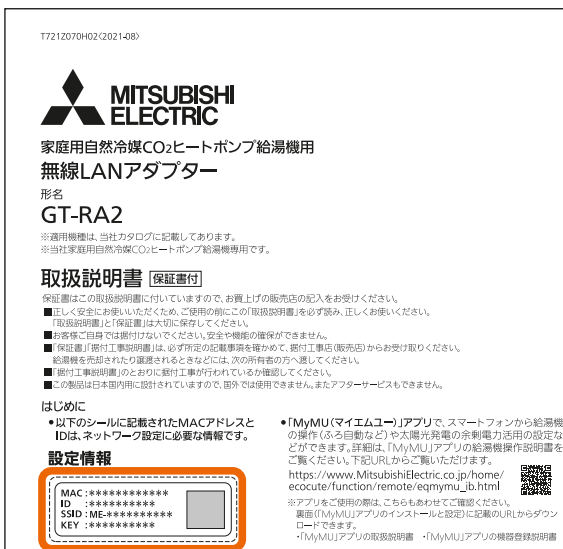 T721Z070H02<2021-08>
MITSUBISHI
ELECTRIC
家庭用自然冷媒CO₂ヒートポンプ給湯機用
無線LANアダプター
形名
GT-RA2
※適用機種は、当社カタログに記載してあります。
※当社家庭用自然冷媒CO₂ヒートポンプ給湯機専用です。
取扱説明書 保証書付
保証書はこの取扱説明書に付いていますので、お買上げの販売店の記入をお受けください。
■正しく安全にお使いいただくため、ご使用の前にこの「取扱説明書」を必ず読み、正しくお使いください。
「取扱説明書」と「保証書」は大切に保存してください。
■お客様ご自身では据付けないでください。安全や機能の確保ができません。
■「保証書」「据付工事説明書」は、必ず所定の記載事項を確かめて、据付工事店(販売店)からお受け取りください。
給湯機を売却されたり譲渡されるときなどには、次の所有者の方へ渡してください。
■「据付工事説明書」のとおりに据付工事が行われているか確認してください。
■この製品は日本国内用に設計されていますので、国外では使用できません。またアフターサービスもできません。
はじめに
●以下のシールに記載されたMACアドレスと
IDは、ネットワーク設定に必要な情報です。
設定情報
MAC :************
ID :**********
SSID :ME-**********
KEY :**********
●「MyMU(マイエムユー)」アプリで、スマートフォンから給湯機
の操作(ふろ自動など)や太陽光発電の余剰電力活用の設定な
どができます。詳細は、「MyMU」アプリの給湯機操作説明書を
ご覧ください。下記URLからご覧いただけます。
https://www.MitsubishiElectric.co.jp/home/
ecocute/function/remote/eqmymu_ib.html
※アプリをご使用の際は、こちらもあわせてご確認ください。
裏面(「MyMU」アプリのインストールと設定)に記載のURLからダウン
ロードできます。
・「MyMU」アプリの取扱説明書 ・「MyMU」アプリの機器登録説明書